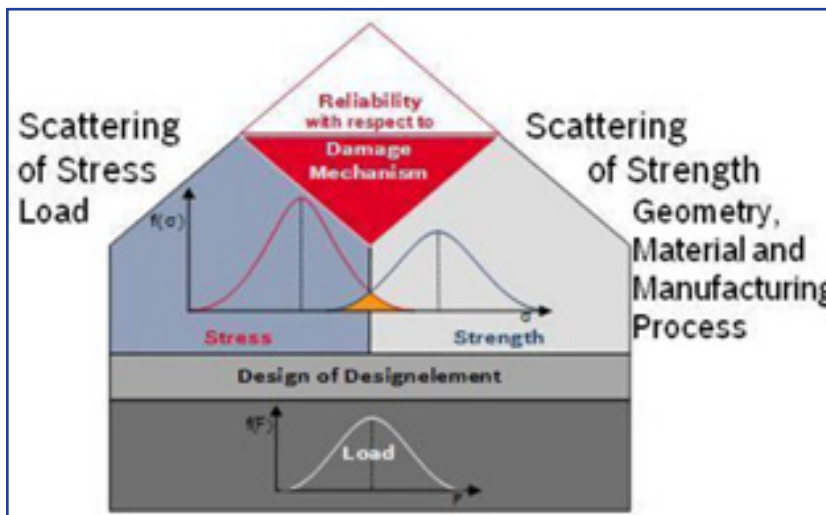 Reliability
with respect to
Damage
Mechanism
Scattering
of Stress
Load
Scattering
of Strength
Geometry,
Material and
Manufacturing
Process
f(σ)
σ
Stress
Strength
Design of Designelement
f(F)
Load
F